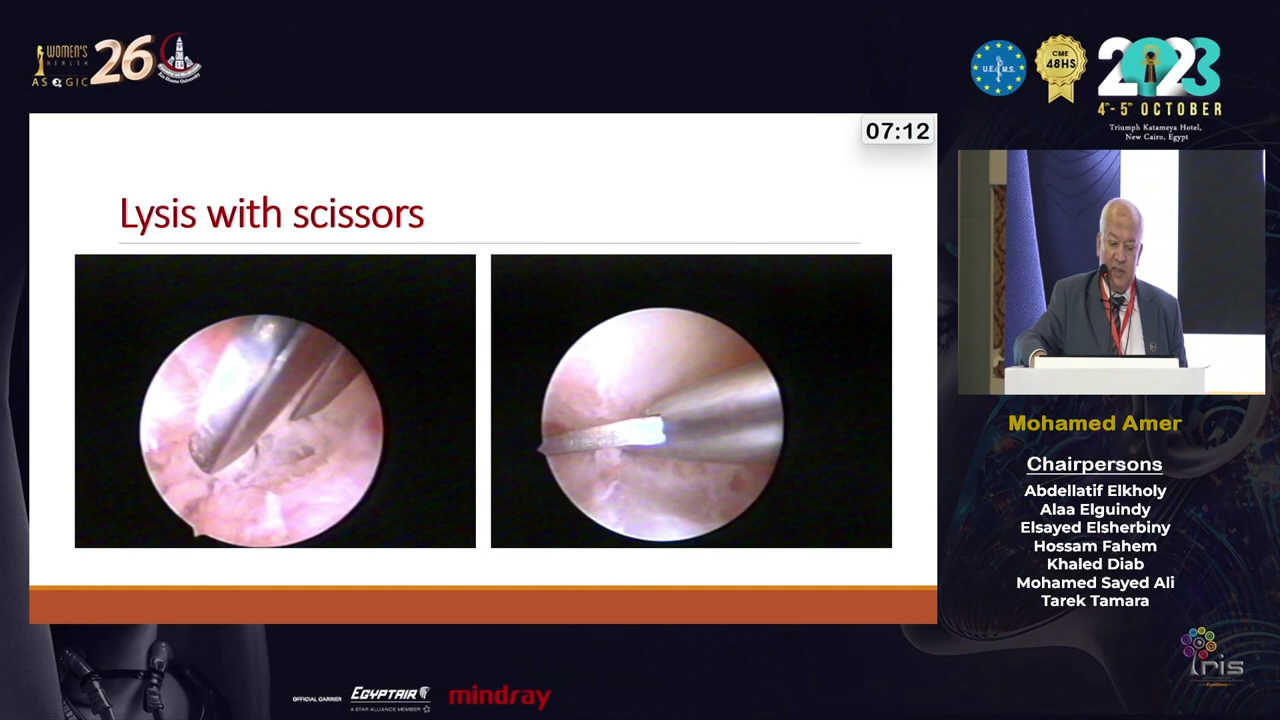 WOMEN'S
HEALTH
ASOGIC
26
U.E.M.S.
CME
48HS
2023
4th- 5th OCTOBER
Triumph Katameya Hotel,
New Cairo, Egypt
07:12
Lysis with scissors
Mohamed Amer
Chairpersons
Abdellatif Elkholy
Alaa Elguindy
Elsayed Elsherbiny
Hossam Fahem
Khaled Diab
Mohamed Sayed Ali
Tarek Tamara
OFFICIAL CARRIER
EGYPTAIR
A STAR ALLIANCE MEMBER
mindray
Iris